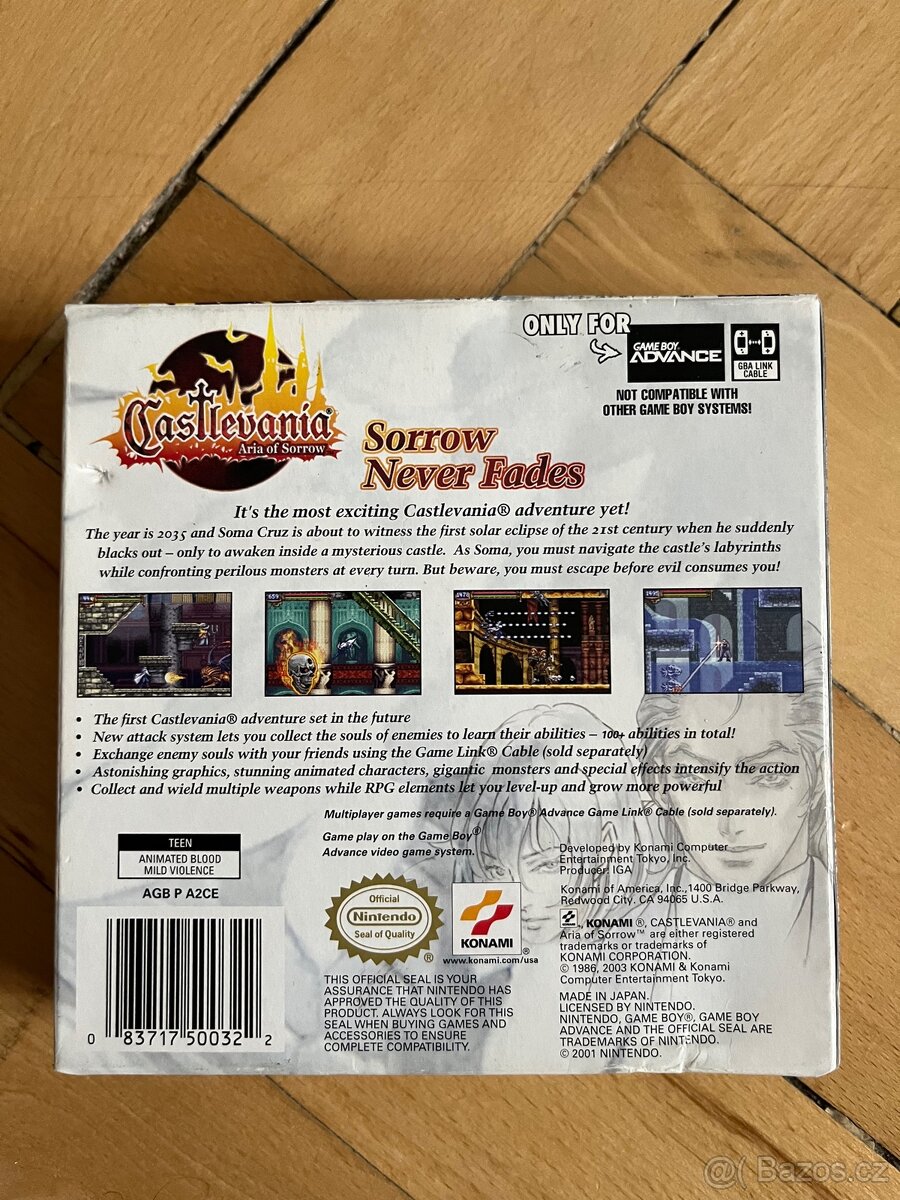 ONLY FOR
GAME BOY
ADVANCE
GBA LINK
CABLE
NOT COMPATIBLE WITH
OTHER GAME BOY SYSTEMS!
Castlevania®
Aria of Sorrow™
Sorrow
Never Fades
It's the most exciting Castlevania® adventure yet!
The year is 2035 and Soma Cruz is about to witness the first solar eclipse of the 21st century when he suddenly
blacks out – only to awaken inside a mysterious castle. As Soma, you must navigate the castle's labyrinths
while confronting perilous monsters at every turn. But beware, you must escape before evil consumes you!
• The first Castlevania® adventure set in the future
• New attack system lets you collect the souls of enemies to learn their abilities – 100+ abilities in total!
• Exchange enemy souls with your friends using the Game Link® Cable (sold separately)
• Astonishing graphics, stunning animated characters, gigantic monsters and special effects intensify the action
• Collect and wield multiple weapons while RPG elements let you level-up and grow more powerful
Multiplayer games require a Game Boy® Advance Game Link® Cable (sold separately).
Game play on the Game Boy®
Advance video game system.
TEEN
ANIMATED BLOOD
MILD VIOLENCE
AGB P A2CE
0 83717 50032 2
Official
Nintendo
Seal of Quality
®
KONAMI®
www.konami.com/usa
THIS OFFICIAL SEAL IS YOUR
ASSURANCE THAT NINTENDO HAS
APPROVED THE QUALITY OF THIS
PRODUCT. ALWAYS LOOK FOR THIS
SEAL WHEN BUYING GAMES AND
ACCESSORIES TO ENSURE
COMPLETE COMPATIBILITY.
Developed by Konami Computer
Entertainment Tokyo, Inc.
Producer: IGA
Konami of America, Inc.,1400 Bridge Parkway,
Redwood City. CA 94065 U.S.A.
, KONAMI ®, CASTLEVANIA® and
Aria of Sorrow™ are either registered
trademarks or trademarks of
KONAMI CORPORATION.
© 1986, 2003 KONAMI & Konami
Computer Entertainment Tokyo.
MADE IN JAPAN.
LICENSED BY NINTENDO.
NINTENDO, GAME BOY®, GAME BOY
ADVANCE AND THE OFFICIAL SEAL ARE
TRADEMARKS OF NINTENDO.
© 2001 NINTENDO.
@( Bazos.cz